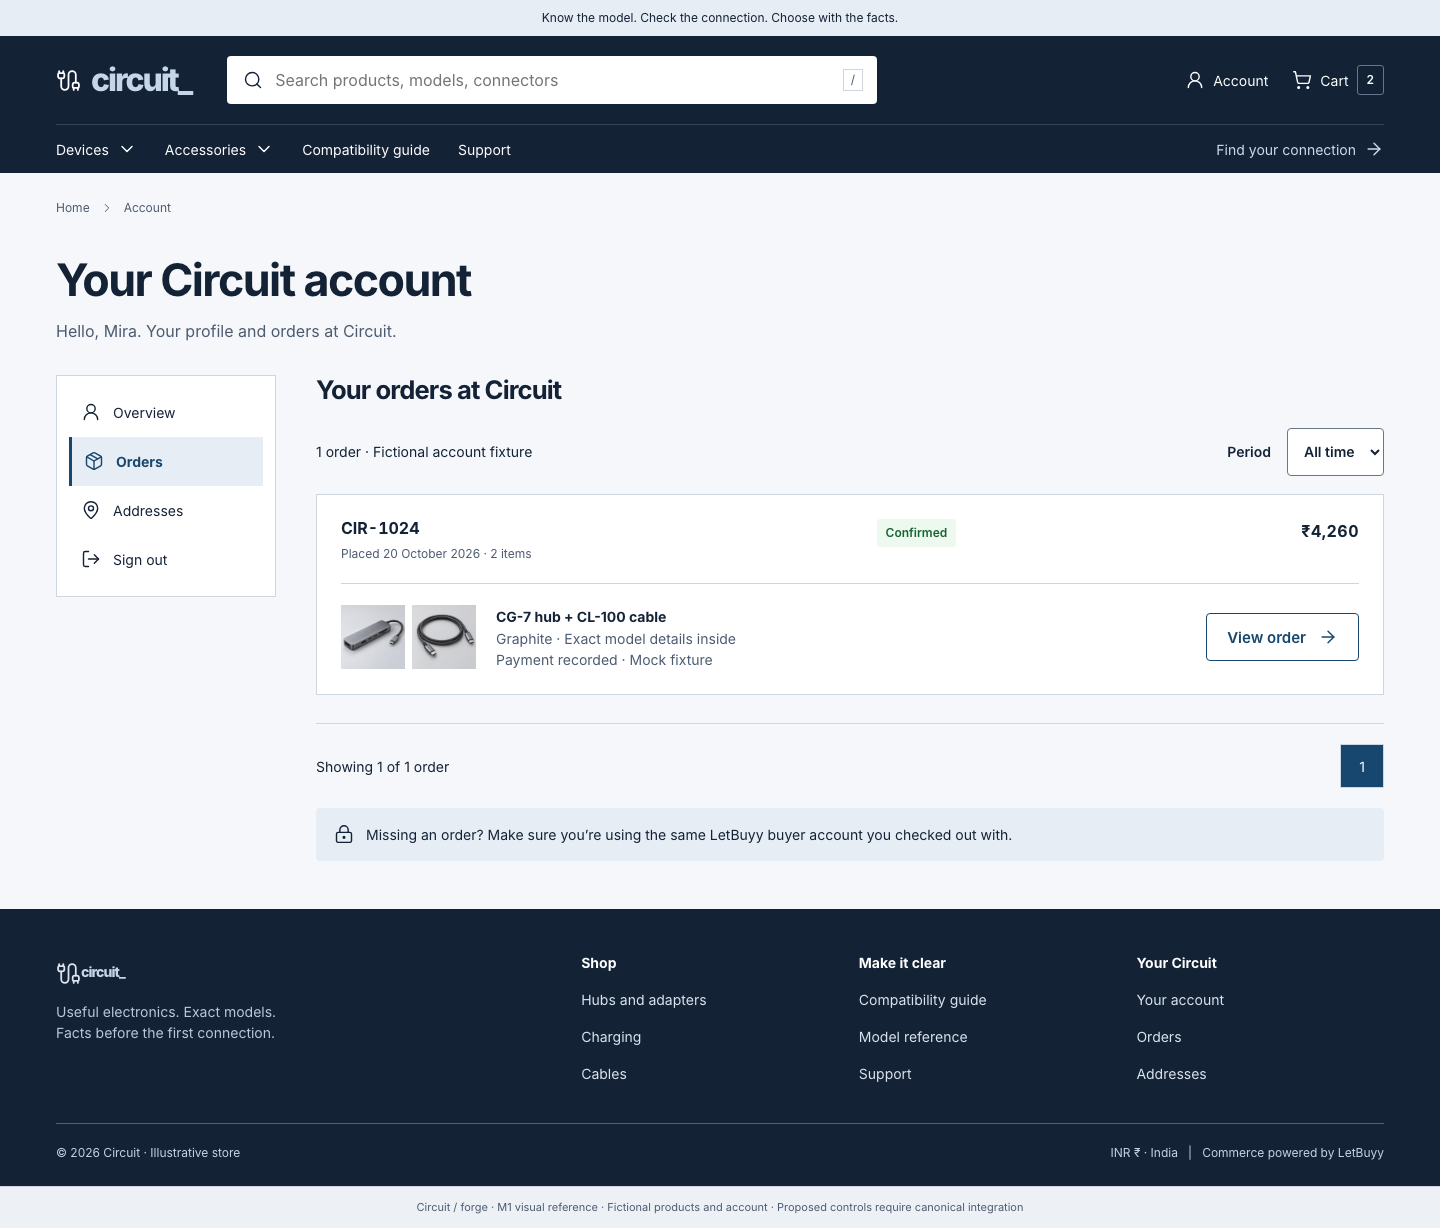 Know the model. Check the connection. Choose with the facts.
circuit_
Search products, models, connectors
/
Account
Cart
2
Devices
Accessories
Compatibility guide
Support
Find your connection
Home
Account
Your Circuit account
Hello, Mira. Your profile and orders at Circuit.
Overview
Orders
Addresses
Sign out
Your orders at Circuit
1 order · Fictional account fixture
Period
All time
CIR-1024
Placed 20 October 2026 · 2 items
Confirmed
₹4,260
CG-7 hub + CL-100 cable
Graphite · Exact model details inside
Payment recorded · Mock fixture
View order
Showing 1 of 1 order
1
Missing an order? Make sure you’re using the same LetBuyy buyer account you checked out with.
circuit_
Useful electronics. Exact models.
Facts before the first connection.
Shop
Hubs and adapters
Charging
Cables
Make it clear
Compatibility guide
Model reference
Support
Your Circuit
Your account
Orders
Addresses
© 2026 Circuit · Illustrative store
INR ₹ · India | Commerce powered by LetBuyy
Circuit / forge · M1 visual reference · Fictional products and account · Proposed controls require canonical integration